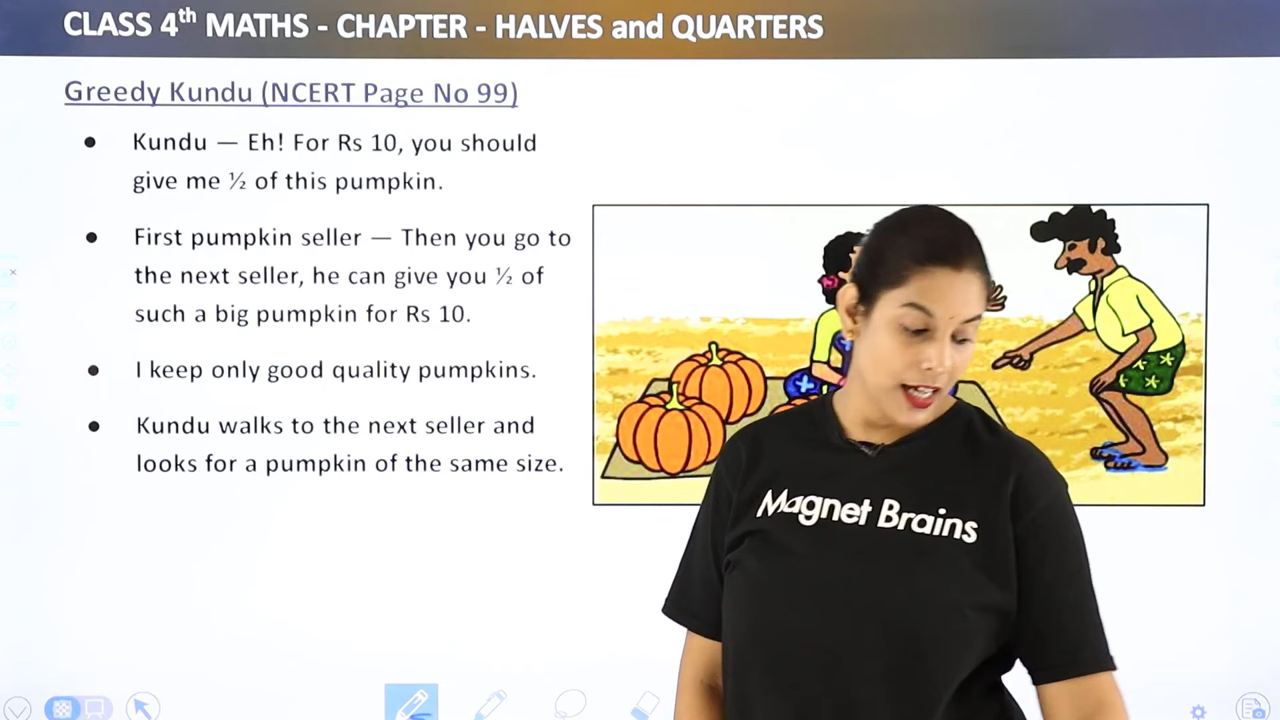 CLASS 4th MATHS - CHAPTER - HALVES and QUARTERS
Greedy Kundu (NCERT Page No 99)
● Kundu — Eh! For Rs 10, you should
give me ½ of this pumpkin.
● First pumpkin seller — Then you go to
the next seller, he can give you ½ of
such a big pumpkin for Rs 10.
● I keep only good quality pumpkins.
● Kundu walks to the next seller and
looks for a pumpkin of the same size.
Magnet Brains